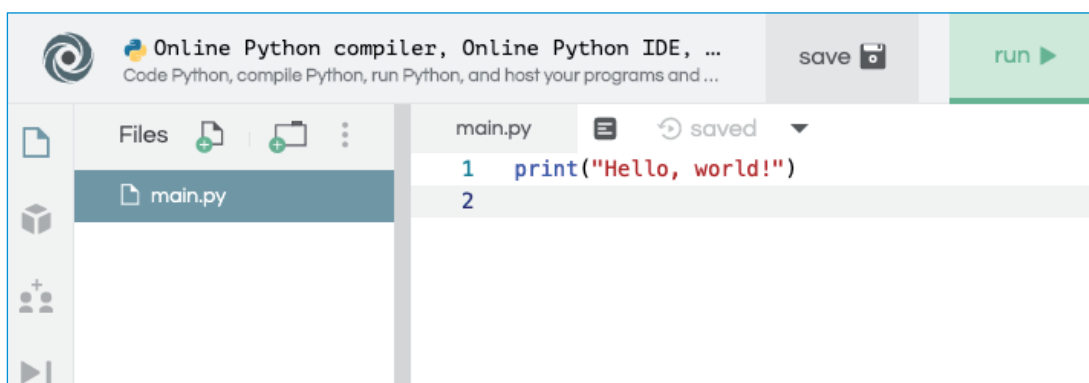 Online Python compiler, Online Python IDE, ...
Code Python, compile Python, run Python, and host your programs and ...
save
run
Files
main.py
main.py
saved
1 print("Hello, world!")
2